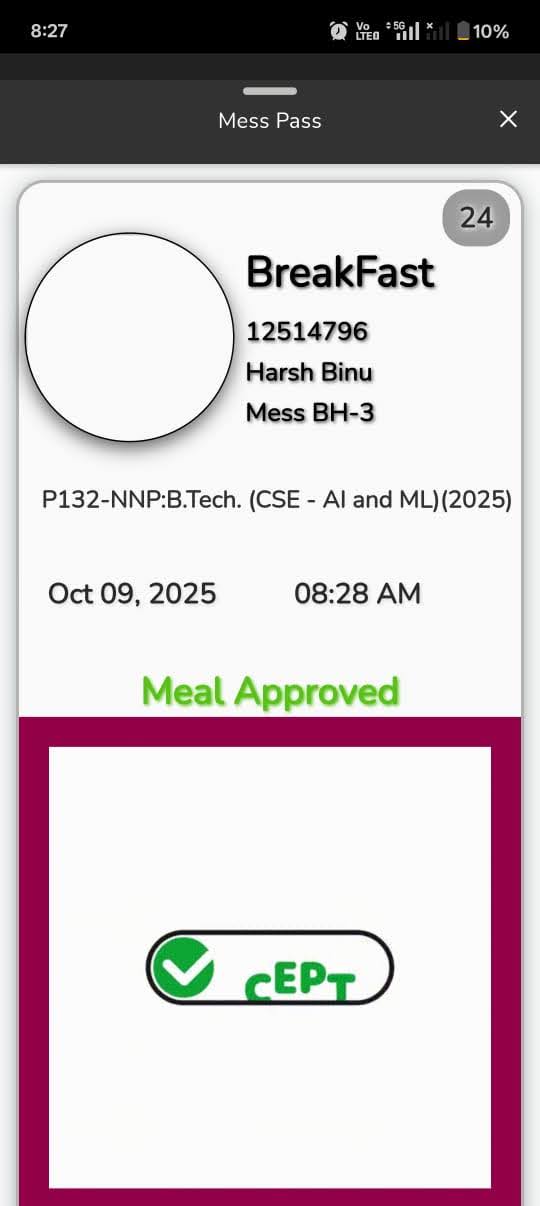 8:27
Vo
LTE 5G 10%
Mess Pass
24
BreakFast
12514796
Harsh Binu
Mess BH-3
P132-NNP:B.Tech. (CSE - AI and ML)(2025)
Oct 09, 2025 08:28 AM
Meal Approved
CEPT